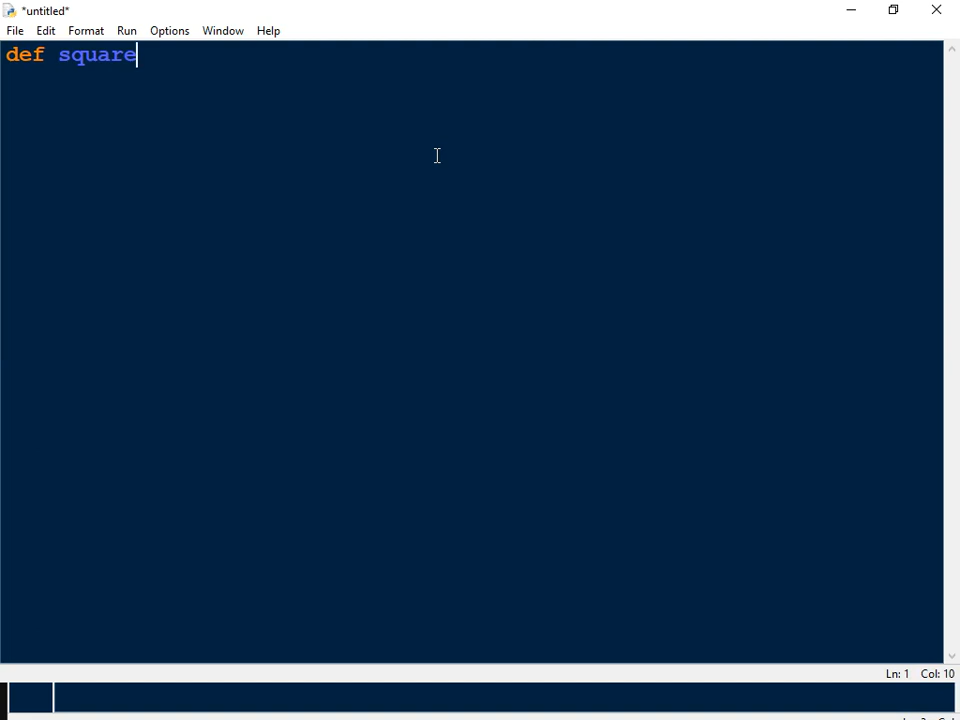 *untitled*
File Edit Format Run Options Window Help
def square
Ln: 1 Col: 10